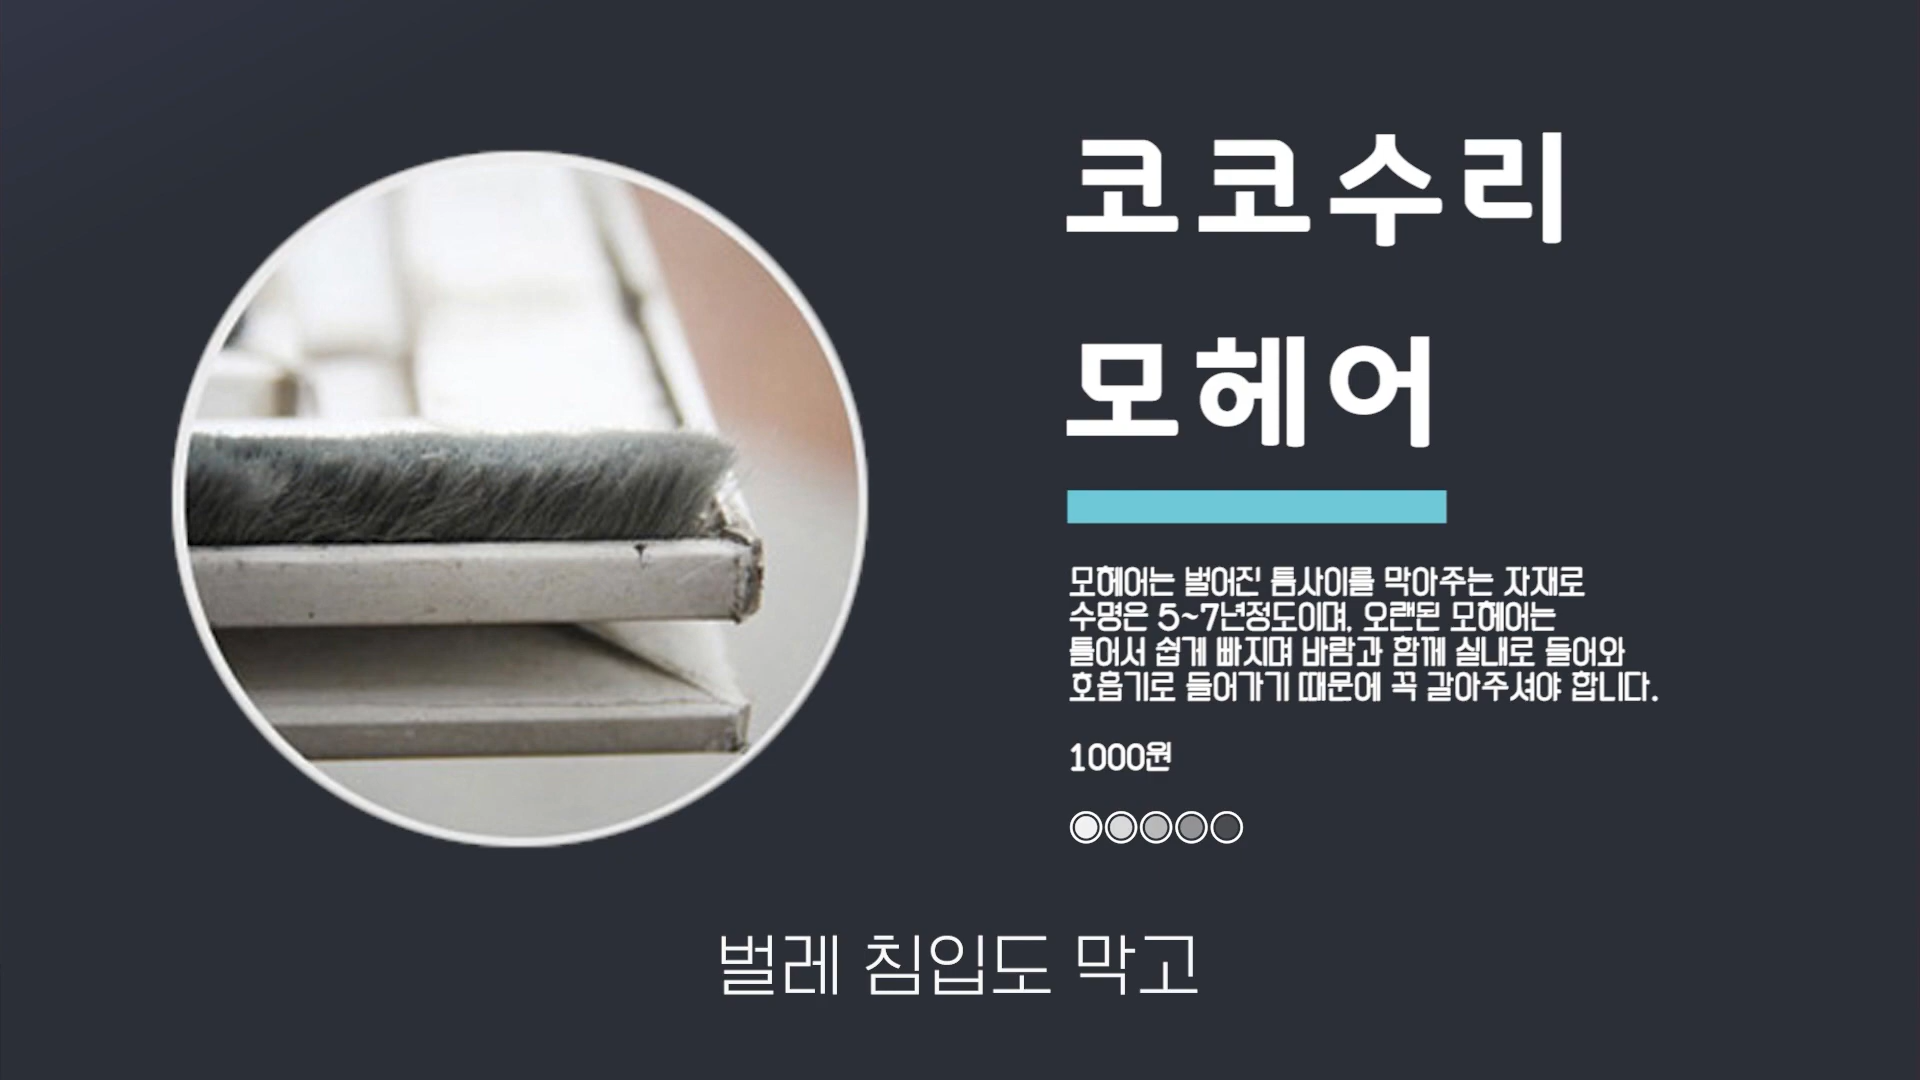 코코수리
모헤어
모헤어는 벌어진 틈사이를 막아주는 자재로
수명은 5~7년정도이며, 오랜된 모헤어는
틀어서 쉽게 빠지며 바람과 함께 실내로 들어와
호흡기로 들어가기 때문에 꼭 갈아주셔야 합니다.
1000원
벌레 침입도 막고